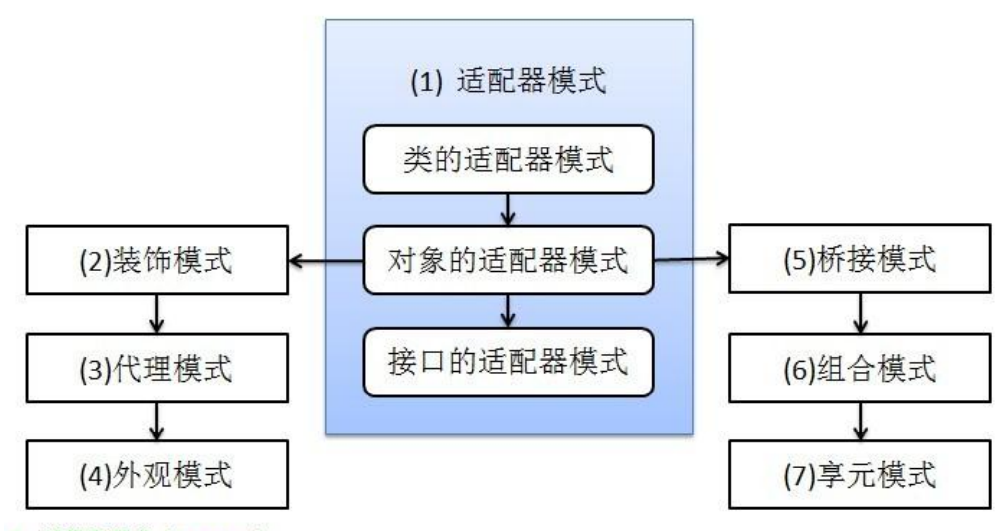 (1) 适配器模式
类的适配器模式
对象的适配器模式
接口的适配器模式
(2)装饰模式
(3)代理模式
(4)外观模式
(5)桥接模式
(6)组合模式
(7)享元模式